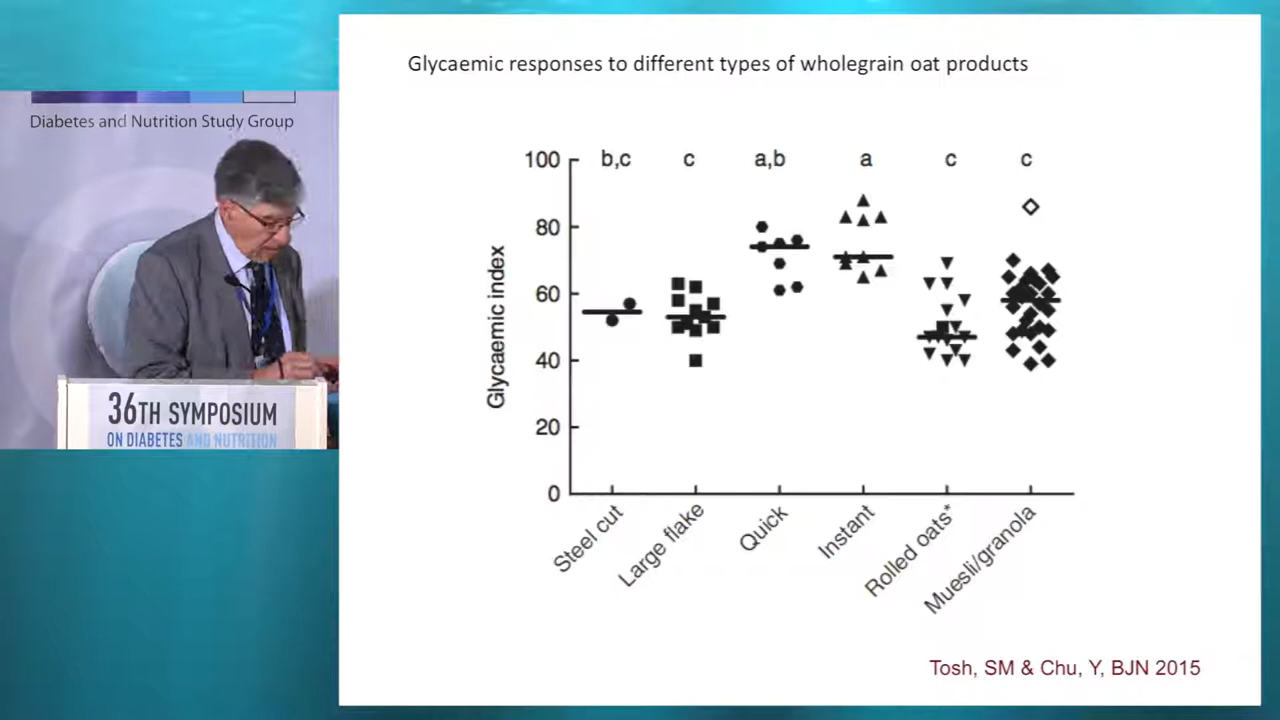 Diabetes and Nutrition Study Group
36TH SYMPOSIUM
ON DIABETES AND NUTRITION
Glycaemic responses to different types of wholegrain oat products
b,c c a,b a c c
Glycaemic index
100
80
60
40
20
0
Steel cut
Large flake
Quick
Instant
Rolled oats*
Muesli/granola
Tosh, SM & Chu, Y, BJN 2015